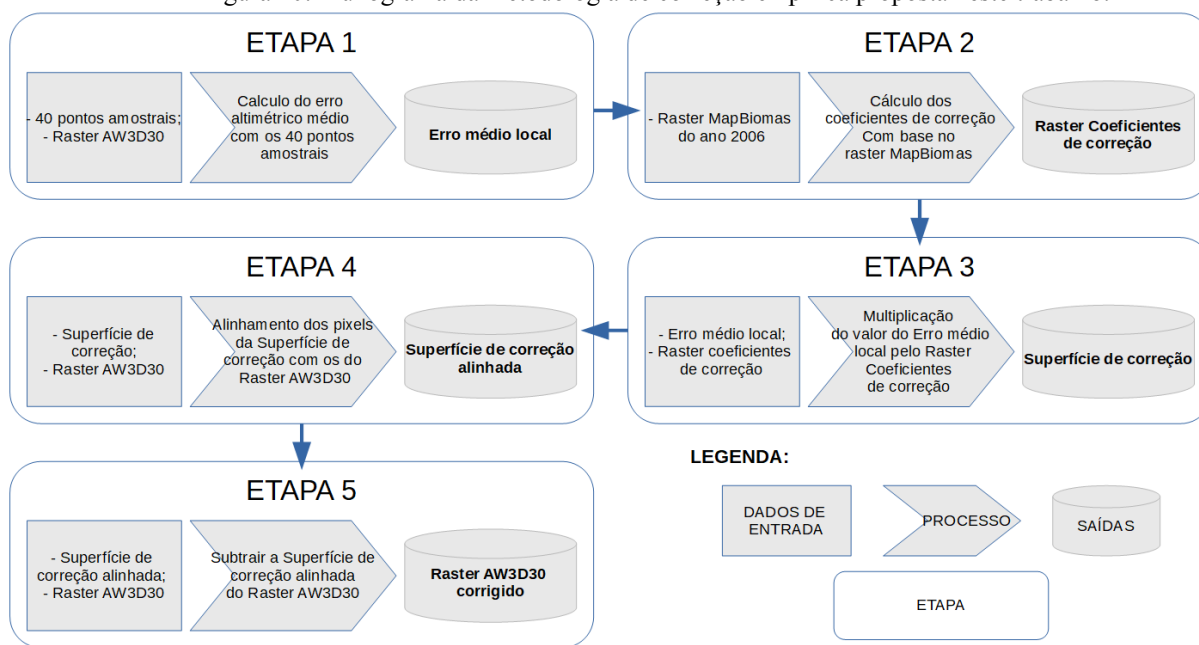 ETAPA 1
- 40 pontos amostrais;
- Raster AW3D30
Calculo do erro
altimétrico médio
com os 40 pontos
amostrais
Erro médio local
ETAPA 2
- Raster MapBiomas
do ano 2006
Cálculo dos
coeficientes de correção
Com base no
raster MapBiomas
Raster Coeficientes
de correção
ETAPA 3
- Erro médio local;
- Raster coeficientes
de correção
Multiplicação
do valor do Erro médio
local pelo Raster
Coeficientes
de correção
Superfície de correção
ETAPA 4
- Superfície de
correção;
- Raster AW3D30
Alinhamento dos pixels
da Superfície de
correção com os do
Raster AW3D30
Superfície de correção
alinhada
ETAPA 5
- Superfície de
correção alinhada;
- Raster AW3D30
Subtrair a Superfície de
correção alinhada
do Raster AW3D30
Raster AW3D30
corrigido
LEGENDA:
DADOS DE
ENTRADA
PROCESSO
SAÍDAS
ETAPA